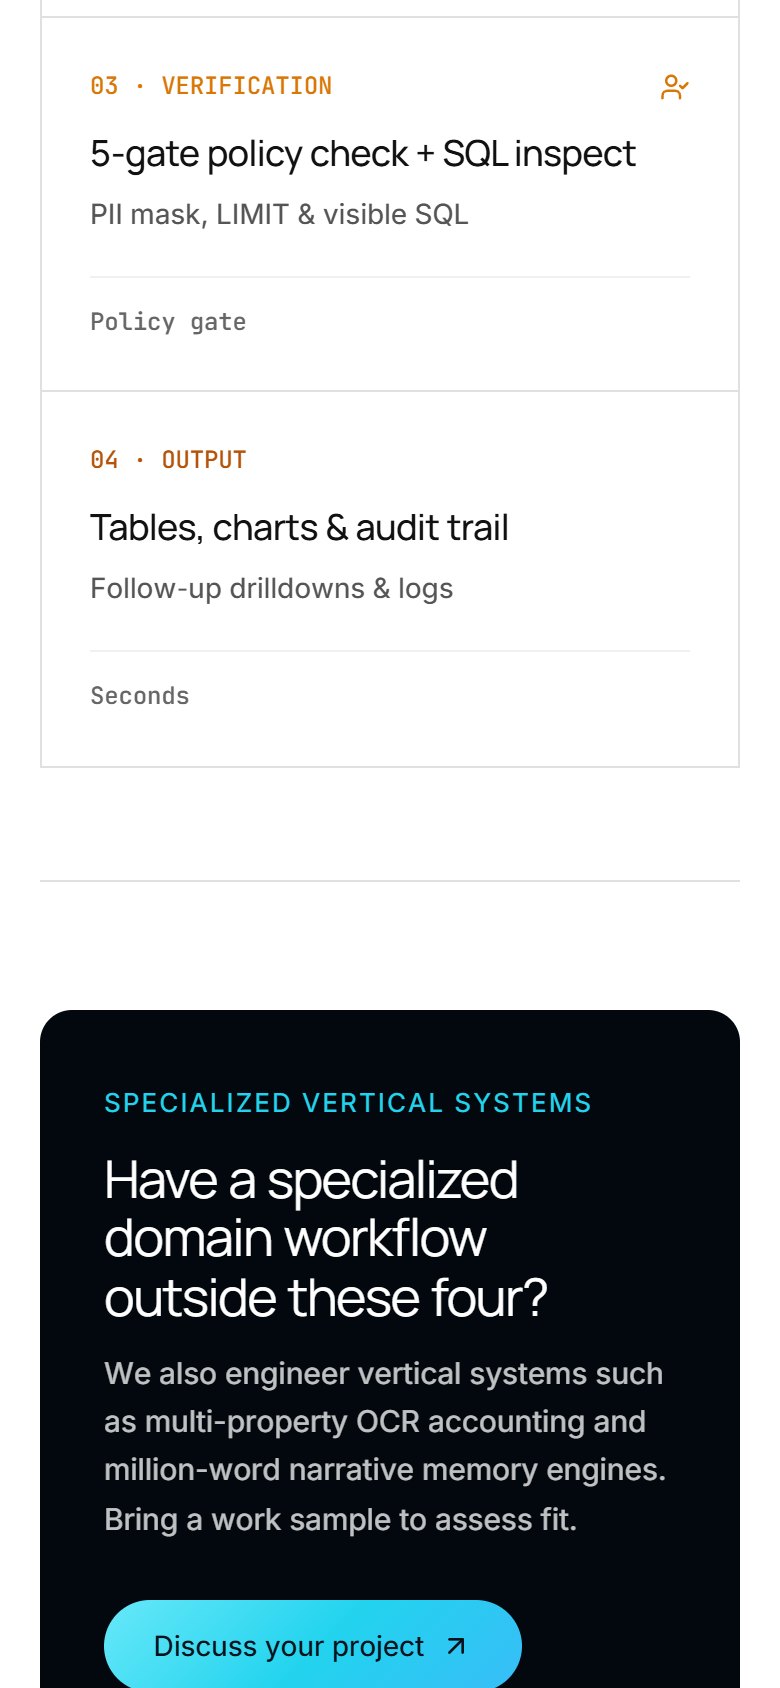 03 · VERIFICATION
5-gate policy check + SQL inspect
PII mask, LIMIT & visible SQL
Policy gate
04 · OUTPUT
Tables, charts & audit trail
Follow-up drilldowns & logs
Seconds
SPECIALIZED VERTICAL SYSTEMS
Have a specialized
domain workflow
outside these four?
We also engineer vertical systems such
as multi-property OCR accounting and
million-word narrative memory engines.
Bring a work sample to assess fit.
Discuss your project